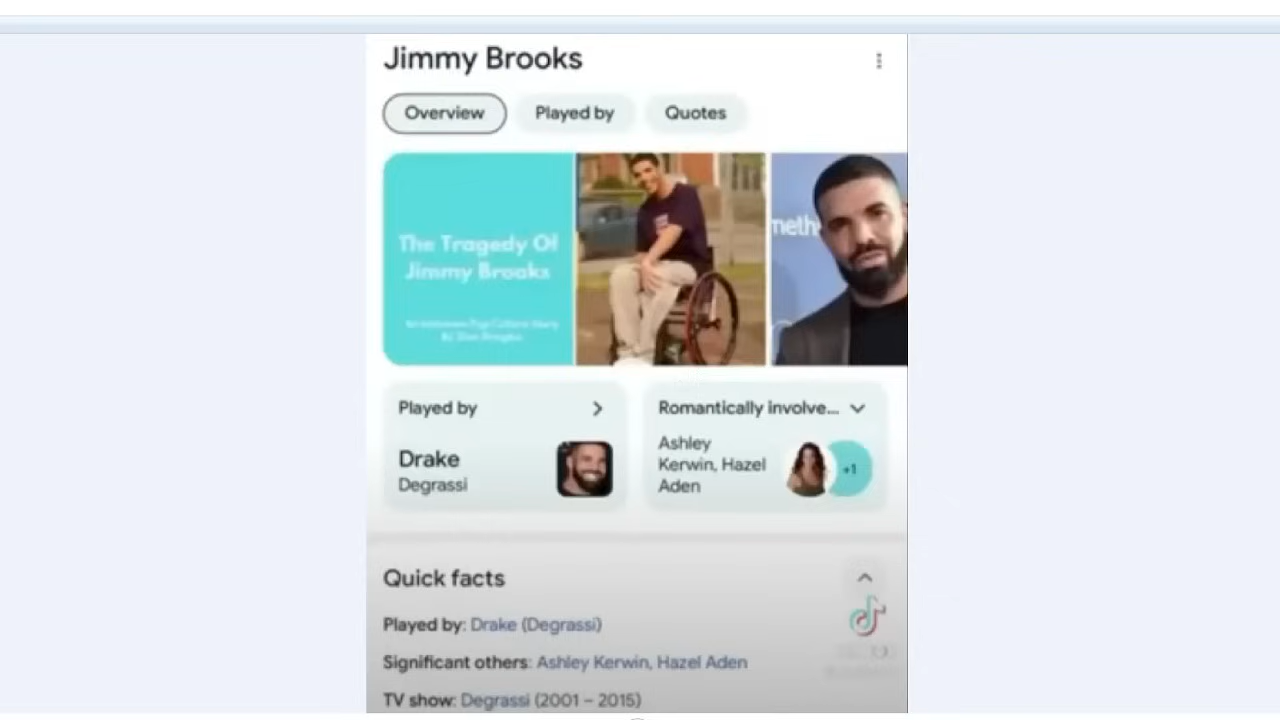 Jimmy Brooks
Overview
Played by
Quotes
The Tragedy Of
Jimmy Brooks
meth
Played by
Drake
Degrassi
Romantically involve...
Ashley
Kerwin, Hazel
Aden
+1
Quick facts
Played by: Drake (Degrassi)
Significant others: Ashley Kerwin, Hazel Aden
TV show: Degrassi (2001 – 2015)